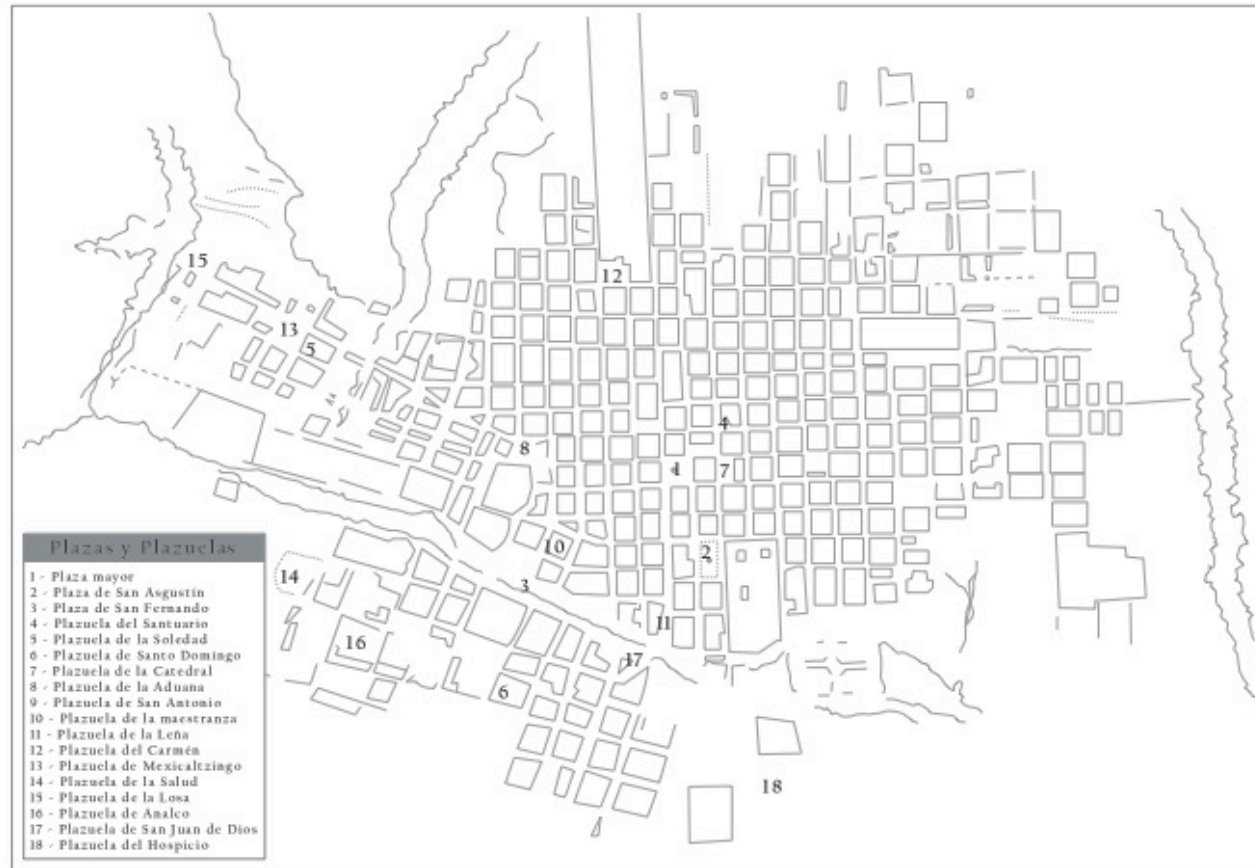 12
15
13
5
4
8
1
7
10
2
14
3
11
16
17
6
18
Plazas y Plazuelas
1 - Plaza mayor
2 - Plaza de San Asgustín
3 - Plaza de San Fernando
4 - Plazuela del Santuario
5 - Plazuela de la Soledad
6 - Plazuela de Santo Domingo
7 - Plazuela de la Catedral
8 - Plazuela de la Aduana
9 - Plazuela de San Antonio
10 - Plazuela de la maestranza
11 - Plazuela de la Leña
12 - Plazuela del Carmén
13 - Plazuela de Mexicaltzingo
14 - Plazuela de la Salud
15 - Plazuela de la Losa
16 - Plazuela de Analco
17 - Plazuela de San Juan de Dios
18 - Plazuela del Hospicio